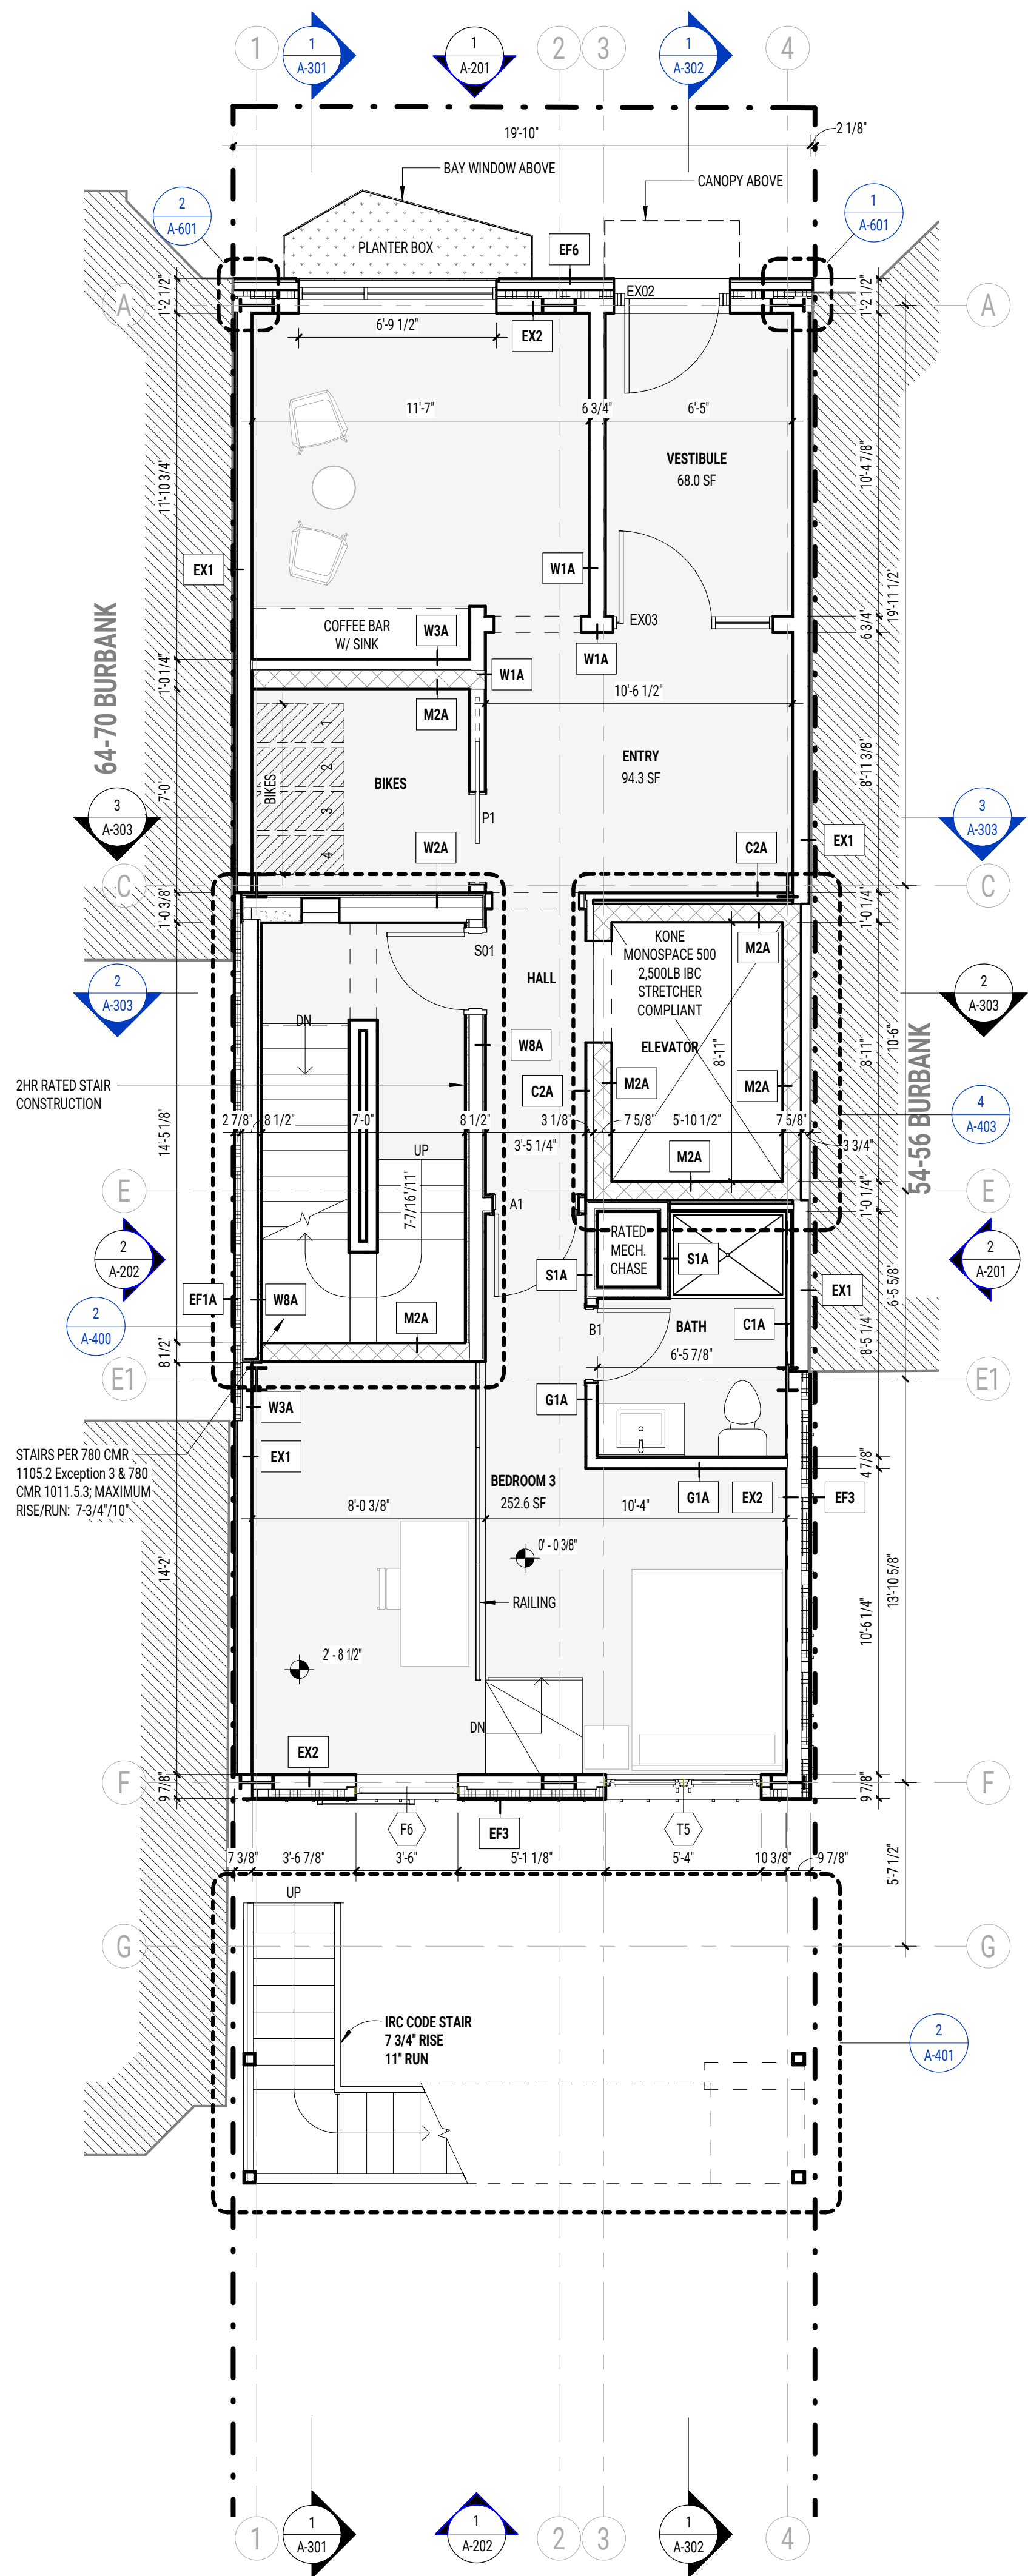 1
1
A-301
1
A-201
2
3
1
A-302
4
19'-10"
2 1/8"
BAY WINDOW ABOVE
CANOPY ABOVE
2
A-601
1
A-601
PLANTER BOX
EF6
EX02
1'-2 1/2"
1'-2 1/2"
A
A
6'-9 1/2"
EX2
11'-7"
6 3/4"
6'-5"
VESTIBULE
68.0 SF
10'-4 7/8"
11'-10 3/4"
EX1
W1A
19'-11 1/2"
EX03
COFFEE BAR
W/ SINK
W3A
W1A
6 3/4"
64-70 BURBANK
1'-0 1/4"
W1A
M2A
10'-6 1/2"
1
2
3
4
BIKES
BIKES
ENTRY
94.3 SF
8'-11 3/8"
7'-0"
P1
3
A-303
3
A-303
W2A
C2A
EX1
C
C
1'-0 3/8"
1'-0 1/4"
S01
KONE
MONOSPACE 500
2,500LB IBC
STRETCHER
COMPLIANT
M2A
HALL
2
A-303
2
A-303
DN
W8A
ELEVATOR
8'-11"
8'-11"
10'-6"
54-56 BURBANK
2HR RATED STAIR
CONSTRUCTION
C2A
M2A
M2A
4
A-403
14'-5 1/8"
2 7/8"
8 1/2"
7'-0"
8 1/2"
3'-5 1/4"
3 1/8"
7 5/8"
5'-10 1/2"
7 5/8"
3 3/4"
UP
M2A
7-7/16"/11"
E
E
A1
1'-0 1/4"
RATED
MECH.
CHASE
2
A-202
2
A-201
S1A
S1A
EX1
6'-5 5/8"
EF1A
W8A
2
A-400
M2A
B1
BATH
C1A
8'-5 1/4"
8 1/2"
6'-5 7/8"
E1
E1
W3A
G1A
STAIRS PER 780 CMR
1105.2 Exception 3 & 780
CMR 1011.5.3; MAXIMUM
RISE/RUN: 7-3/4"/10"
EX1
4 7/8"
BEDROOM 3
252.6 SF
G1A
EX2
EF3
8'-0 3/8"
10'-4"
0' - 0 3/8"
14'-2"
13'-10 5/8"
RAILING
10'-6 1/4"
2' - 8 1/2"
DN
EX2
F
F
9 7/8"
9 7/8"
F6
EF3
T5
7 3/8"
3'-6 7/8"
3'-6"
5'-1 1/8"
5'-4"
10 3/8"
9 7/8"
5'-7 1/2"
UP
G
G
IRC CODE STAIR
7 3/4" RISE
11" RUN
2
A-401
1
1
A-301
1
A-202
2
3
1
A-302
4